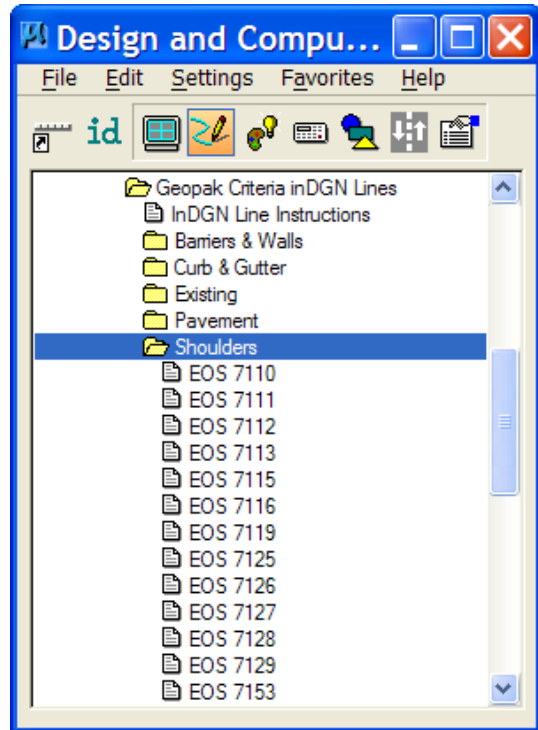 Design and Compu...
File Edit Settings Favorites Help
id
Geopak Criteria inDGN Lines
InDGN Line Instructions
Barriers & Walls
Curb & Gutter
Existing
Pavement
Shoulders
EOS 7110
EOS 7111
EOS 7112
EOS 7113
EOS 7115
EOS 7116
EOS 7119
EOS 7125
EOS 7126
EOS 7127
EOS 7128
EOS 7129
EOS 7153